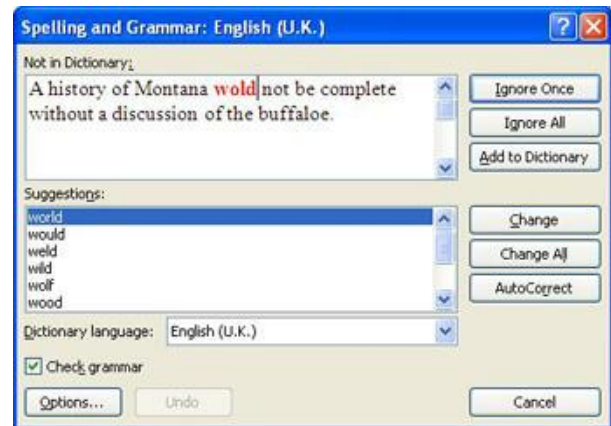 Spelling and Grammar: English (U.K.)
Not in Dictionary:
A history of Montana wold not be complete
without a discussion of the buffaloe.
Ignore Once
Ignore All
Add to Dictionary
Suggestions:
world
would
weld
wild
wolf
wood
Change
Change All
AutoCorrect
Dictionary language: English (U.K.)
Check grammar
Options... Undo Cancel